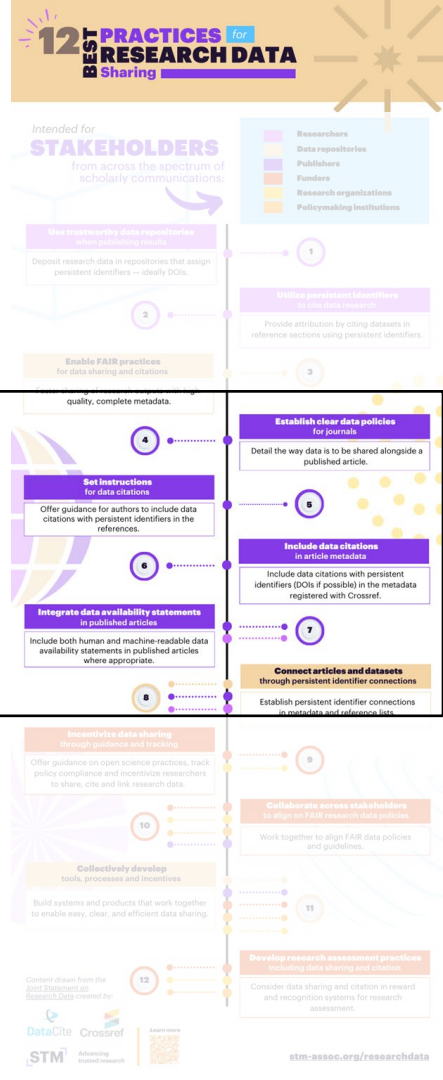 12
BEST
PRACTICES for
RESEARCH DATA
Sharing
Intended for
STAKEHOLDERS
from across the spectrum of
scholarly communications:
Researchers
Data repositories
Publishers
Funders
Research organizations
Policymaking institutions
Use trustworthy data repositories
when publishing results
Deposit research data in repositories that assign
persistent identifiers — ideally DOIs.
1
Utilize persistent identifiers
to cite data research
Provide attribution by citing datasets in
reference sections using persistent identifiers.
2
Enable FAIR practices
for data sharing and citations
3
Foster sharing of research outputs with high
quality, complete metadata.
4
Establish clear data policies
for journals
Detail the way data is to be shared alongside a
published article.
Set instructions
for data citations
Offer guidance for authors to include data
citations with persistent identifiers in the
references.
5
6
Include data citations
in article metadata
Include data citations with persistent
identifiers (DOIs if possible) in the metadata
registered with Crossref.
Integrate data availability statements
in published articles
Include both human and machine-readable data
availability statements in published articles
where appropriate.
7
8
Connect articles and datasets
through persistent identifier connections
Establish persistent identifier connections
in metadata and reference lists.
Incentivize data sharing
through guidance and tracking
Offer guidance on open science practices, track
policy compliance and incentivize researchers
to share, cite and link research data.
9
10
Collaborate across stakeholders
to align on FAIR research data policies
Work together to align FAIR data policies
and guidelines.
Collectively develop
tools, processes and incentives
Build systems and products that work together
to enable easy, clear, and efficient data sharing.
11
12
Develop research assessment practices
including data sharing and citation
Consider data sharing and citation in reward
and recognition systems for research
assessment.
Content drawn from the
Joint Statement on
Research Data created by:
DataCite
Crossref
STM
Advancing
trusted research
Learn more
stm-assoc.org/researchdata